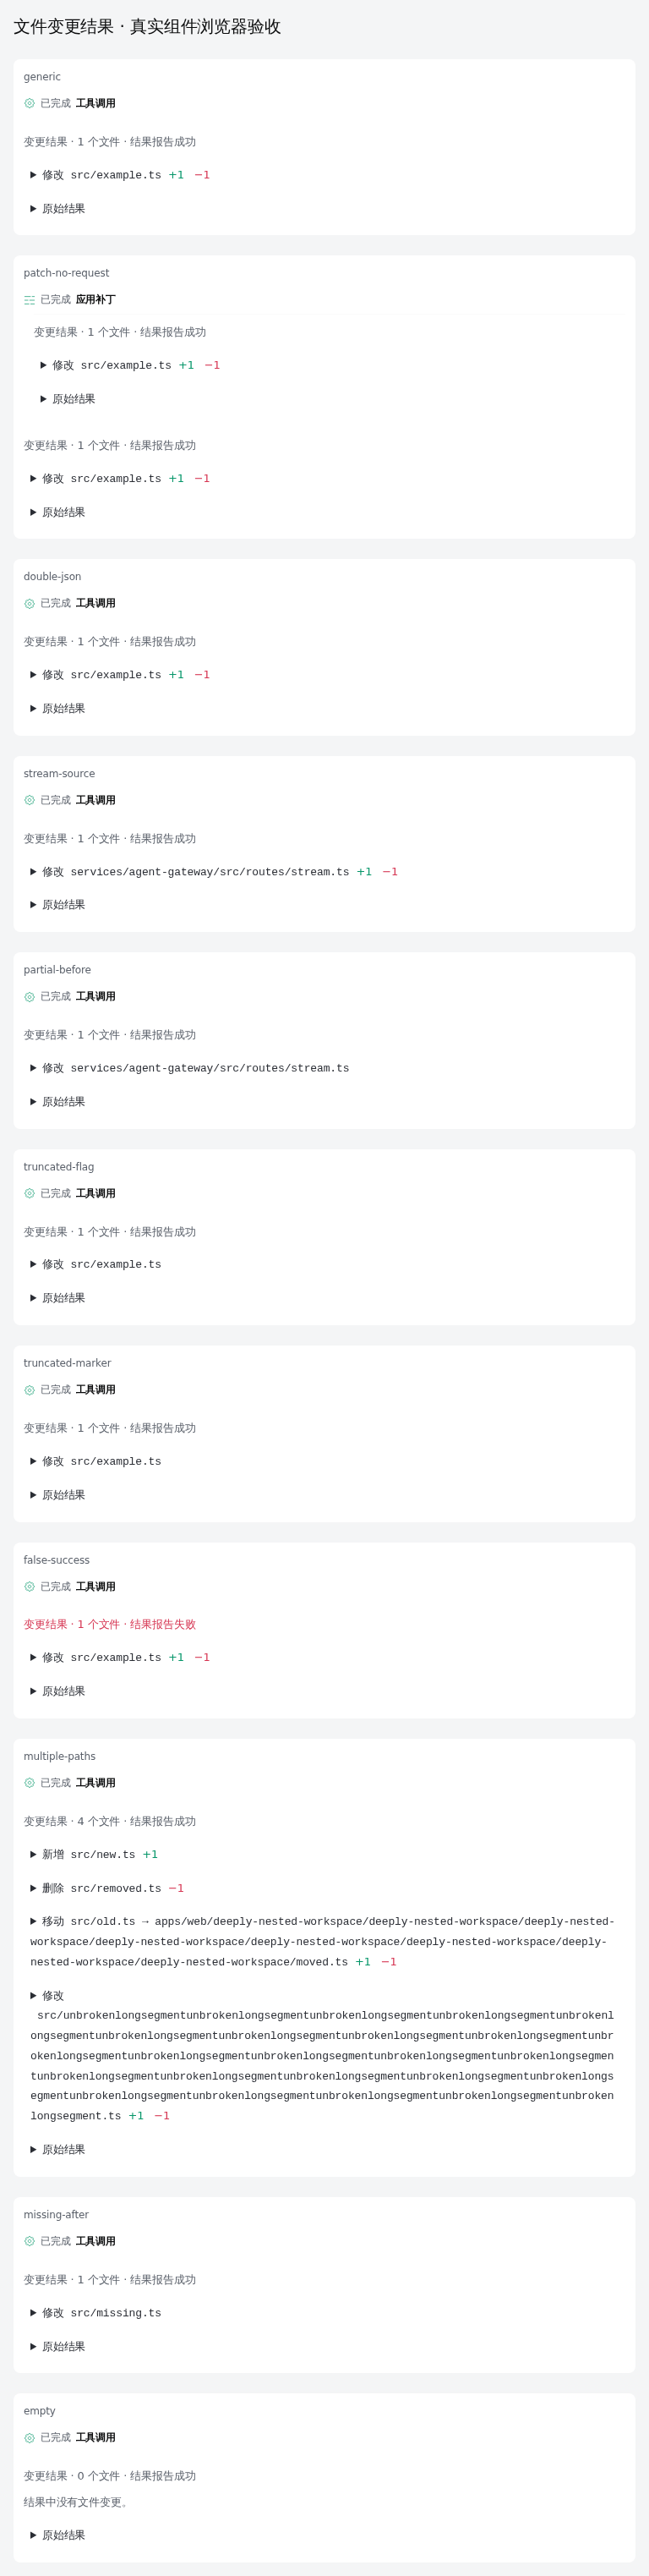 文件变更结果 · 真实组件浏览器验收
generic
已完成 工具调用
变更结果 · 1 个文件 · 结果报告成功
▶ 修改 src/example.ts +1 −1
▶ 原始结果
patch-no-request
已完成 应用补丁
变更结果 · 1 个文件 · 结果报告成功
▶ 修改 src/example.ts +1 −1
▶ 原始结果
变更结果 · 1 个文件 · 结果报告成功
▶ 修改 src/example.ts +1 −1
▶ 原始结果
double-json
已完成 工具调用
变更结果 · 1 个文件 · 结果报告成功
▶ 修改 src/example.ts +1 −1
▶ 原始结果
stream-source
已完成 工具调用
变更结果 · 1 个文件 · 结果报告成功
▶ 修改 services/agent-gateway/src/routes/stream.ts +1 −1
▶ 原始结果
partial-before
已完成 工具调用
变更结果 · 1 个文件 · 结果报告成功
▶ 修改 services/agent-gateway/src/routes/stream.ts
▶ 原始结果
truncated-flag
已完成 工具调用
变更结果 · 1 个文件 · 结果报告成功
▶ 修改 src/example.ts
▶ 原始结果
truncated-marker
已完成 工具调用
变更结果 · 1 个文件 · 结果报告成功
▶ 修改 src/example.ts
▶ 原始结果
false-success
已完成 工具调用
变更结果 · 1 个文件 · 结果报告失败
▶ 修改 src/example.ts +1 −1
▶ 原始结果
multiple-paths
已完成 工具调用
变更结果 · 4 个文件 · 结果报告成功
▶ 新增 src/new.ts +1
▶ 删除 src/removed.ts −1
▶ 移动 src/old.ts → apps/web/deeply-nested-workspace/deeply-nested-workspace/deeply-nested-
workspace/deeply-nested-workspace/deeply-nested-workspace/deeply-nested-workspace/deeply-
nested-workspace/deeply-nested-workspace/moved.ts +1 −1
▶ 修改
src/unbrokenlongsegmentunbrokenlongsegmentunbrokenlongsegmentunbrokenlongsegmentunbrokenl
ongsegmentunbrokenlongsegmentunbrokenlongsegmentunbrokenlongsegmentunbrokenlongsegmentunbr
okenlongsegmentunbrokenlongsegmentunbrokenlongsegmentunbrokenlongsegmentunbrokenlongsegmen
tunbrokenlongsegmentunbrokenlongsegmentunbrokenlongsegmentunbrokenlongsegmentunbrokenlongs
egmentunbrokenlongsegmentunbrokenlongsegmentunbrokenlongsegmentunbrokenlongsegmentunbroken
longsegment.ts +1 −1
▶ 原始结果
missing-after
已完成 工具调用
变更结果 · 1 个文件 · 结果报告成功
▶ 修改 src/missing.ts
▶ 原始结果
empty
已完成 工具调用
变更结果 · 0 个文件 · 结果报告成功
结果中没有文件变更。
▶ 原始结果